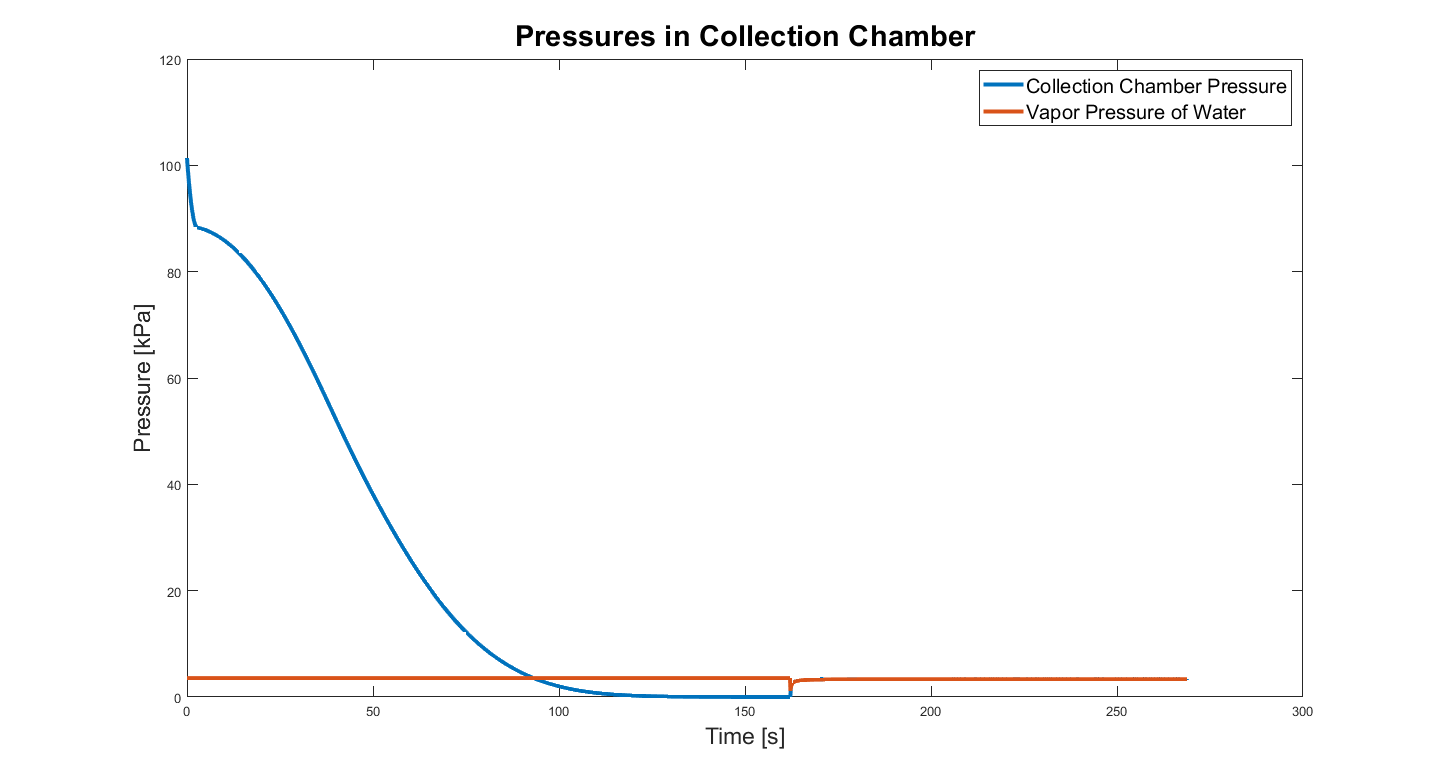 Pressures in Collection Chamber
120
100
80
60
40
20
0
Pressure [kPa]
Collection Chamber Pressure
Vapor Pressure of Water
0 50 100 150 200 250 300
Time [s]